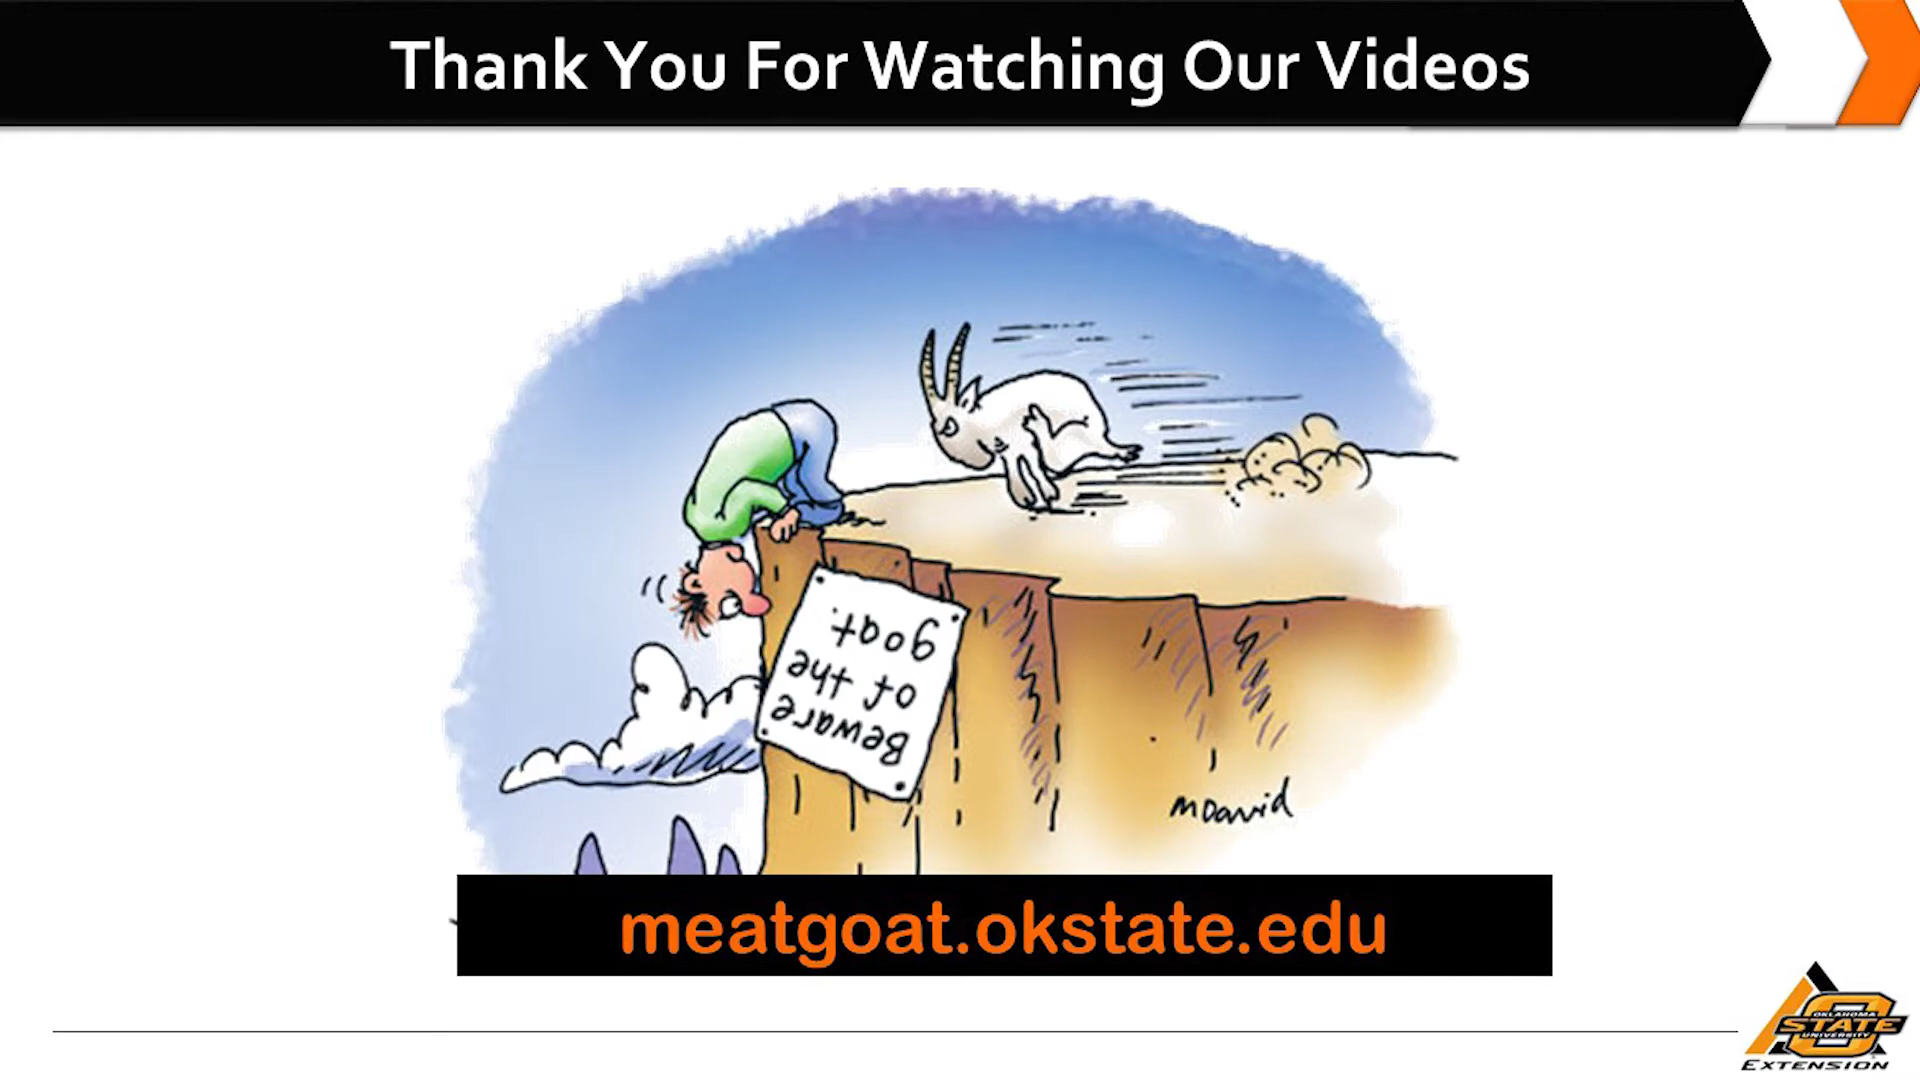 Thank You For Watching Our Videos
Beware
of the
goat.
MDavid
meatgoat.okstate.edu
OKLAHOMA
STATE
UNIVERSITY
EXTENSION